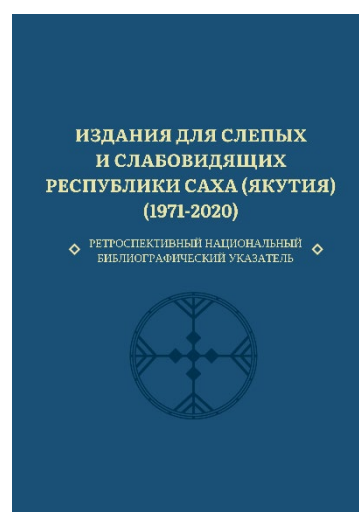 ИЗДАНИЯ ДЛЯ СЛЕПЫХ
И СЛАБОВИДЯЩИХ
РЕСПУБЛИКИ САХА (ЯКУТИЯ)
(1971-2020)
РЕТРОСПЕКТИВНЫЙ НАЦИОНАЛЬНЫЙ
БИБЛИОГРАФИЧЕСКИЙ УКАЗАТЕЛЬ